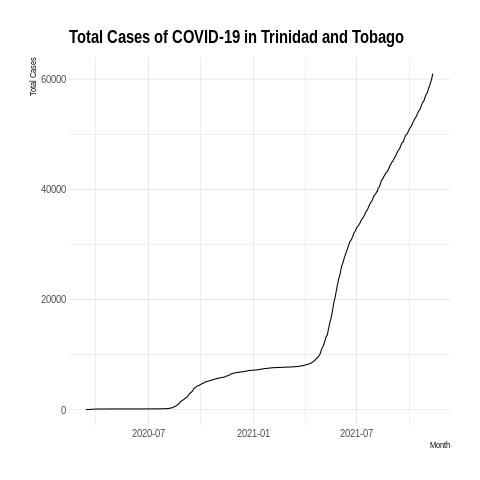 Total Cases of COVID-19 in Trinidad and Tobago
Total Cases
60000
40000
20000
0
2020-07
2021-01
2021-07
Month